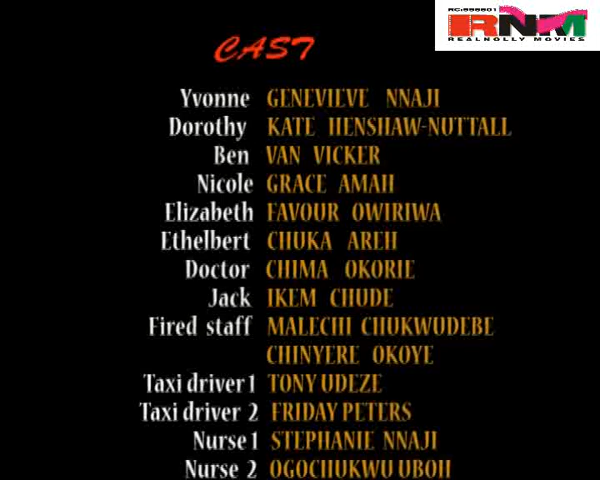 RC:998601
RNM
REALNOLLY MOVIES
CAST
Yvonne GENEVIEVE NNAJI
Dorothy KATE HENSHAW-NUTTALL
Ben VAN VICKER
Nicole GRACE AMAH
Elizabeth FAVOUR OWIRIWA
Ethelbert CHUKA AREH
Doctor CHIMA OKORIE
Jack IKEM CHUDE
Fired staff MALECHI CHUKWUDEBE
CHINYERE OKOYE
Taxi driver 1 TONY UDEZE
Taxi driver 2 FRIDAY PETERS
Nurse 1 STEPHANIE NNAJI
Nurse 2 OGOCHUKWU UBOH